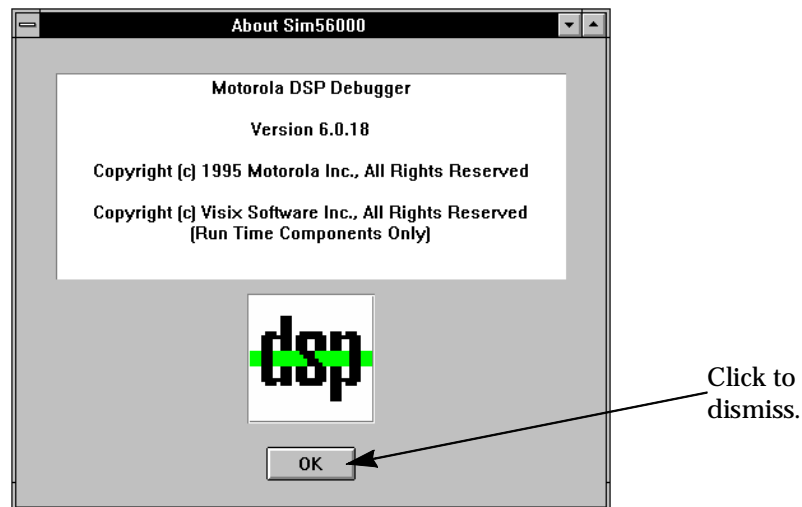 About Sim56000
Motorola DSP Debugger
Version 6.0.18
Copyright (c) 1995 Motorola Inc., All Rights Reserved
Copyright (c) Visix Software Inc., All Rights Reserved
(Run Time Components Only)
dsp
Click to
dismiss.
OK